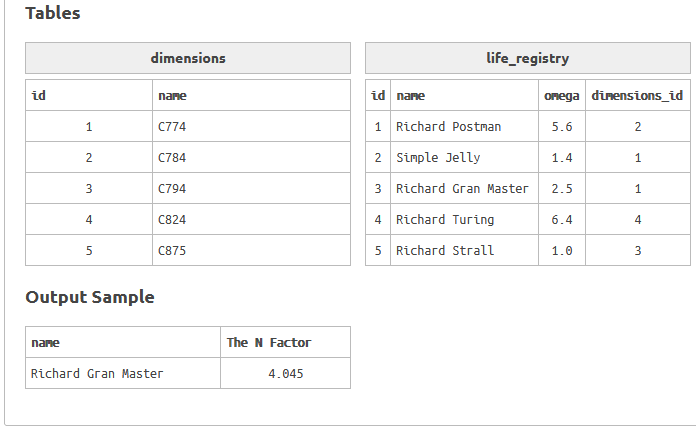 Tables
dimensions
id name
1 C774
2 C784
3 C794
4 C824
5 C875
life_registry
id name omega dimensions_id
1 Richard Postman 5.6 2
2 Simple Jelly 1.4 1
3 Richard Gran Master 2.5 1
4 Richard Turing 6.4 4
5 Richard Strall 1.0 3
Output Sample
name The N Factor
Richard Gran Master 4.045